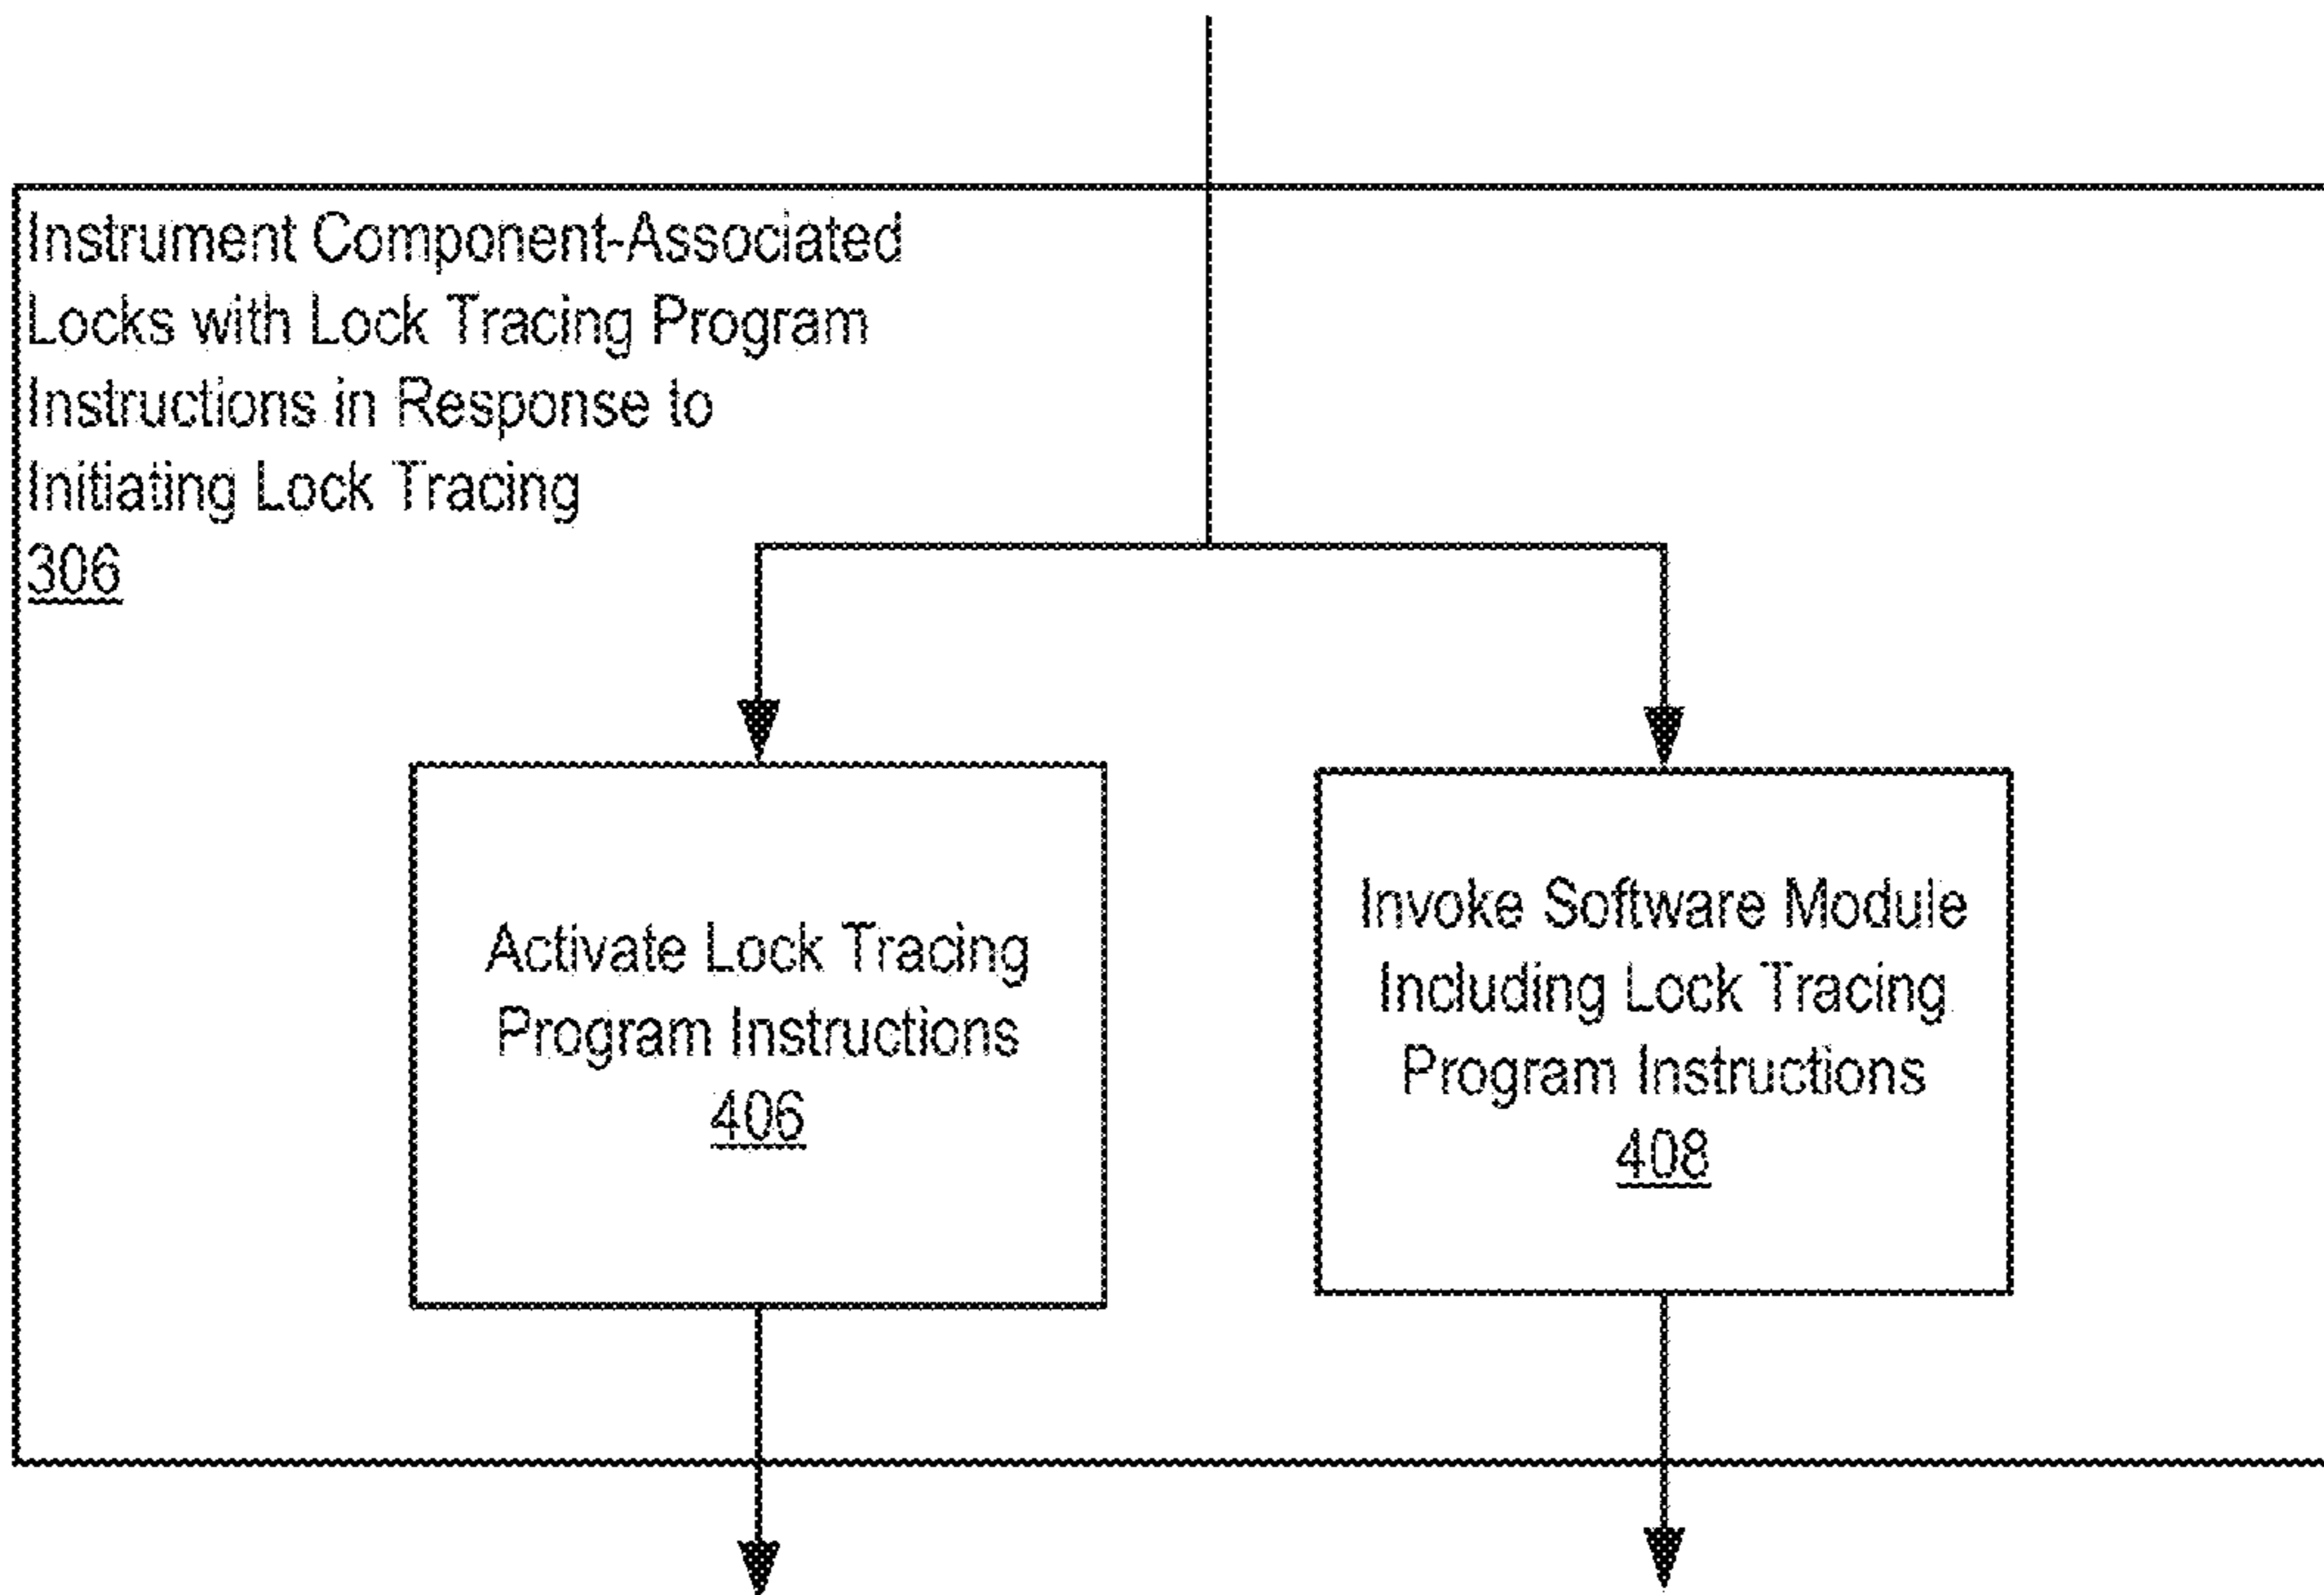 Instrument Component-Associated
Locks with Lock Tracing Program
Instructions in Response to
Initiating Lock Tracing
306
Activate Lock Tracing
Program Instructions
406
Invoke Software Module
Including Lock Tracing
Program Instructions
408